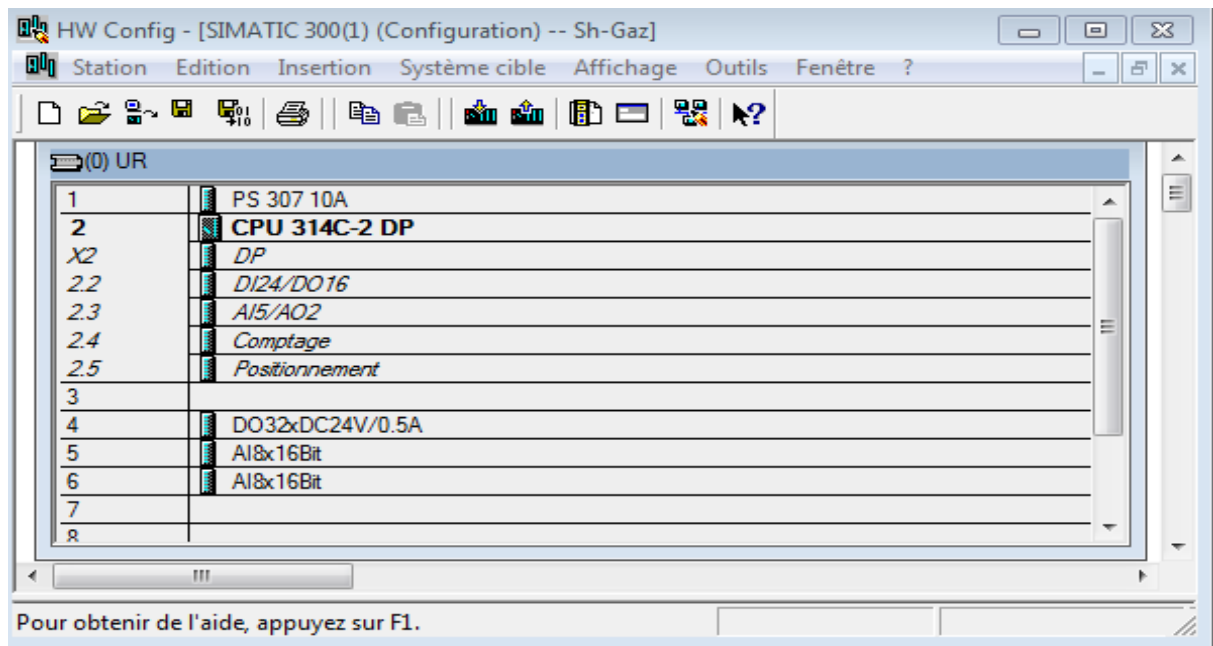 HW Config - [SIMATIC 300(1) (Configuration) -- Sh-Gaz]
Station Edition Insertion Système cible Affichage Outils Fenêtre ?
(0) UR
1 PS 307 10A
2 CPU 314C-2 DP
X2 DP
2.2 DI24/DO16
2.3 AI5/AO2
2.4 Comptage
2.5 Positionnement
3
4 DO32xDC24V/0.5A
5 AI8x16Bit
6 AI8x16Bit
7
8
Pour obtenir de l'aide, appuyez sur F1.